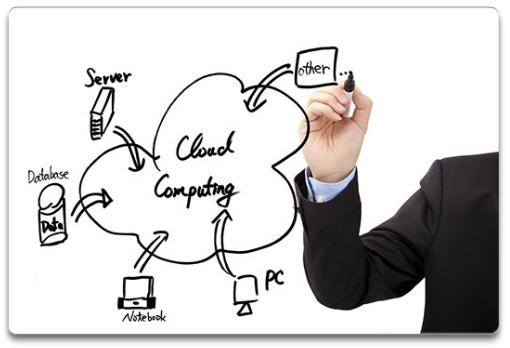 Server
other...
Cloud
Computing
Database
Data
Notebook
PC